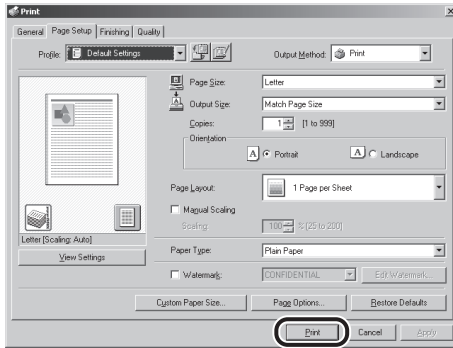 Print
General Page Setup Finishing Quality
Profile: Default Settings Output Method: Print
Page Size: Letter
Output Size: Match Page Size
Copies: 1 [1 to 999]
Orientation
A Portrait A Landscape
Page Layout: 1 Page per Sheet
Manual Scaling
Scaling: 100 % [25 to 200]
Letter [Scaling: Auto]
View Settings
Paper Type: Plain Paper
Watermark: CONFIDENTIAL Edit Watermark...
Custom Paper Size... Page Options... Restore Defaults
Print Cancel Apply